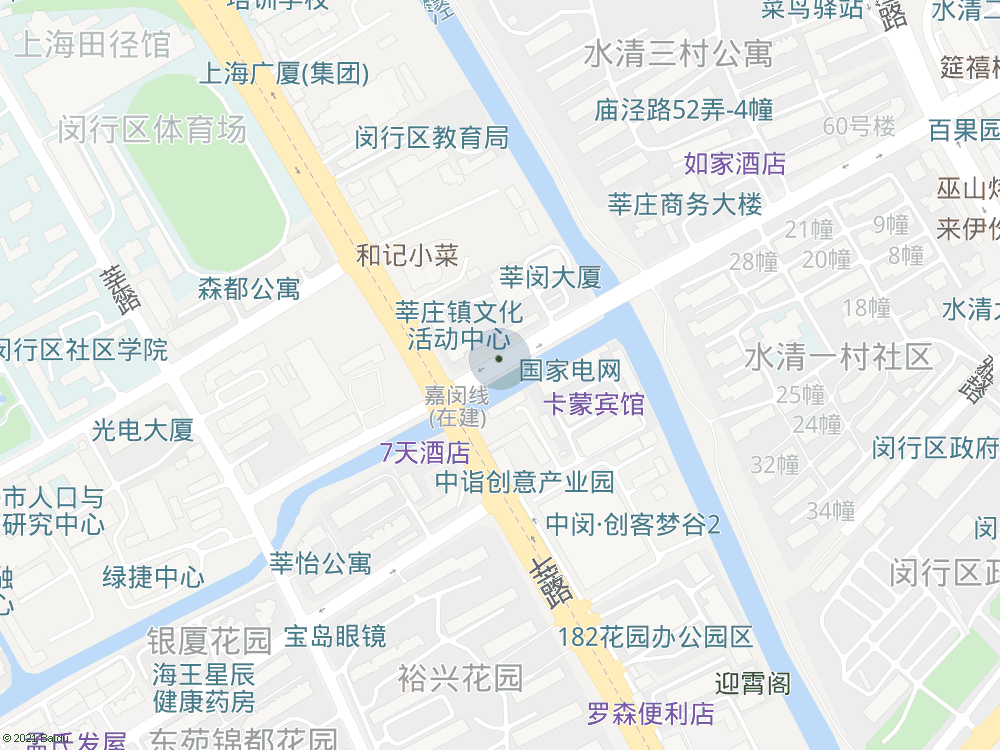 培训学校
菜鸟驿站
水清二
上海田径馆
水清三村公寓
路
上海广厦(集团)
筵禧楼
庙泾路52弄-4幢
闵行区体育场
闵行区教育局
60号楼
百果园
如家酒店
莘庄商务大楼
来伊份
21幢
9幢
和记小菜
28幢
20幢
8幢
莘闵大厦
森都公寓
路
莘庄镇文化
活动中心
18幢
闵行区社区学院
国家电网
水清一村社区
路
嘉闵线
(在建)
卡蒙宾馆
25幢
光电大厦
24幢
7天酒店
闵行区政府
32幢
中诣创意产业园
市人口与
研究中心
34幢
中闵·创客梦谷2
闵
莘怡公寓
绿捷中心
闵行区政
心
路
银厦花园
宝岛眼镜
182花园办公园区
海王星辰
健康药房
裕兴花园
迎霄阁
罗森便利店
东苑锦都花园
© 2021 Baidu